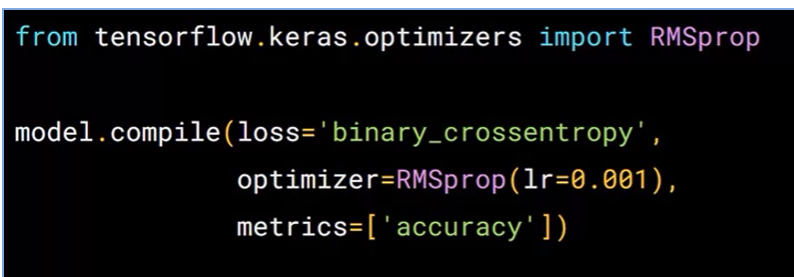 from tensorflow.keras.optimizers import RMSprop
model.compile(loss='binary_crossentropy',
optimizer=RMSprop(lr=0.001),
metrics=['accuracy'])